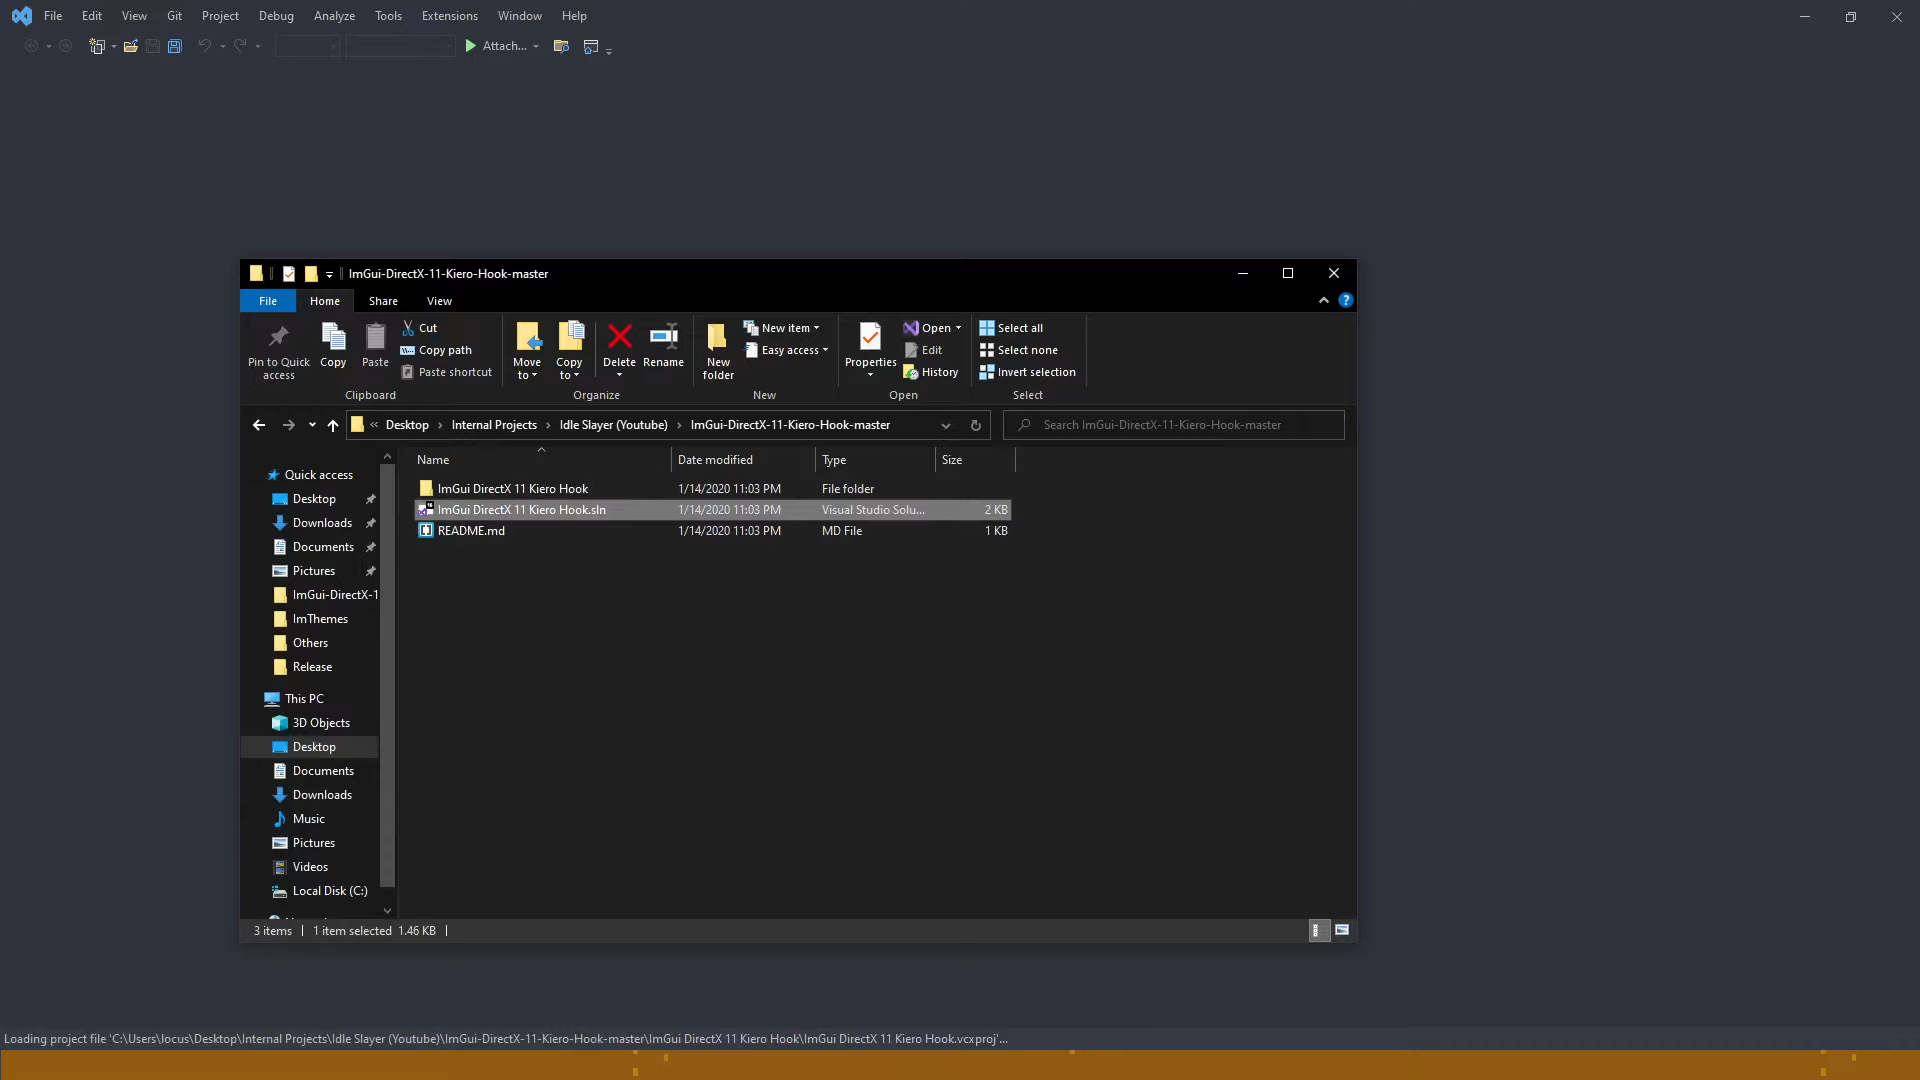 File Edit View Git Project Debug Analyze Tools Extensions Window Help
Attach...
ImGui-DirectX-11-Kiero-Hook-master
File Home Share View
Pin to Quick access
Copy
Paste
Cut
Copy path
Paste shortcut
Clipboard
Move to
Copy to
Delete
Rename
Organize
New folder
New item
Easy access
New
Properties
Open
Edit
History
Open
Select all
Select none
Invert selection
Select
« Desktop › Internal Projects › Idle Slayer (Youtube) › ImGui-DirectX-11-Kiero-Hook-master
Search ImGui-DirectX-11-Kiero-Hook-master
Name Date modified Type Size
ImGui DirectX 11 Kiero Hook 1/14/2020 11:03 PM File folder
ImGui DirectX 11 Kiero Hook.sln 1/14/2020 11:03 PM Visual Studio Solu... 2 KB
README.md 1/14/2020 11:03 PM MD File 1 KB
Quick access
Desktop
Downloads
Documents
Pictures
ImGui-DirectX-1
ImThemes
Others
Release
This PC
3D Objects
Desktop
Documents
Downloads
Music
Pictures
Videos
Local Disk (C:)
3 items 1 item selected 1.46 KB
Loading project file 'C:\Users\locus\Desktop\Internal Projects\Idle Slayer (Youtube)\ImGui-DirectX-11-Kiero-Hook-master\ImGui DirectX 11 Kiero Hook\ImGui DirectX 11 Kiero Hook.vcxproj'...